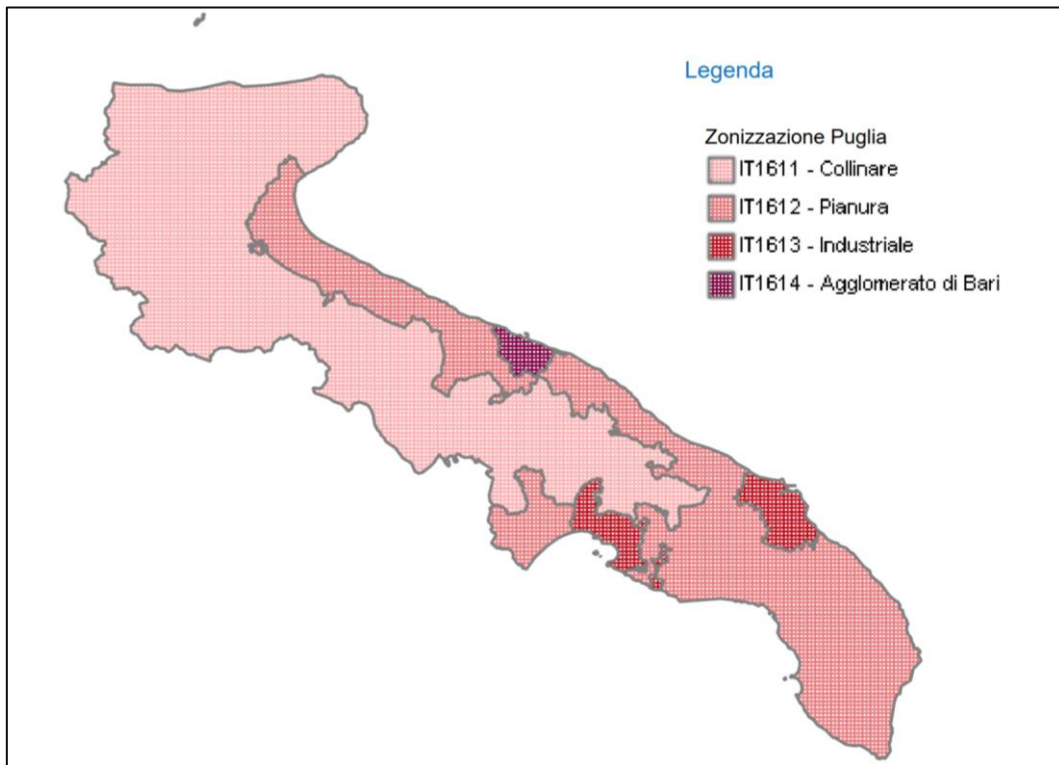 Legenda
Zonizzazione Puglia
IT1611 - Collinare
IT1612 - Pianura
IT1613 - Industriale
IT1614 - Agglomerato di Bari